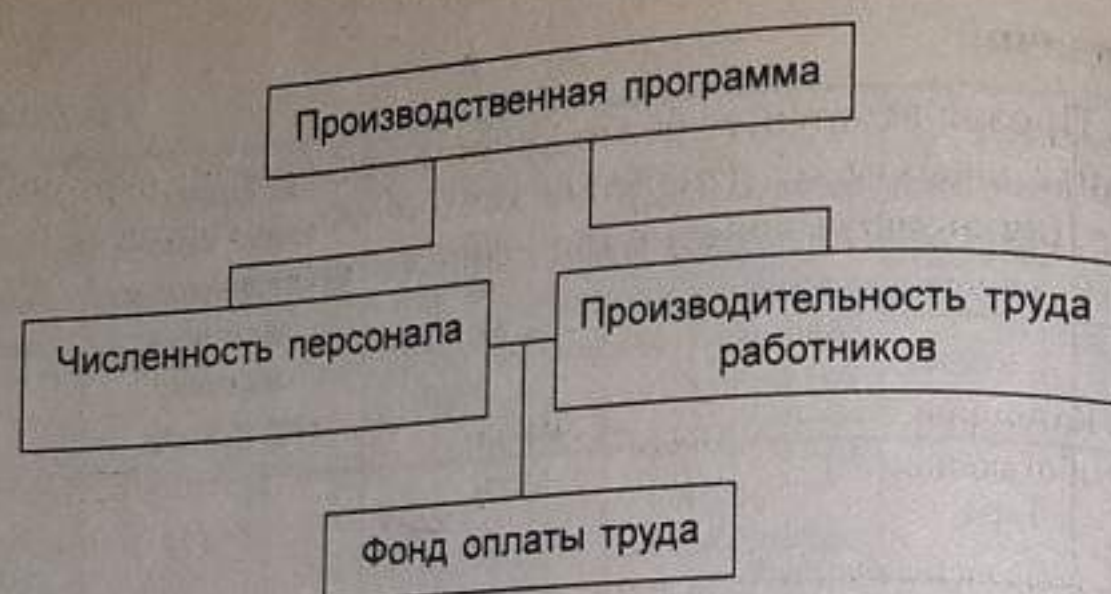 Производственная программа
Численность персонала
Производительность труда
работников
Фонд оплаты труда